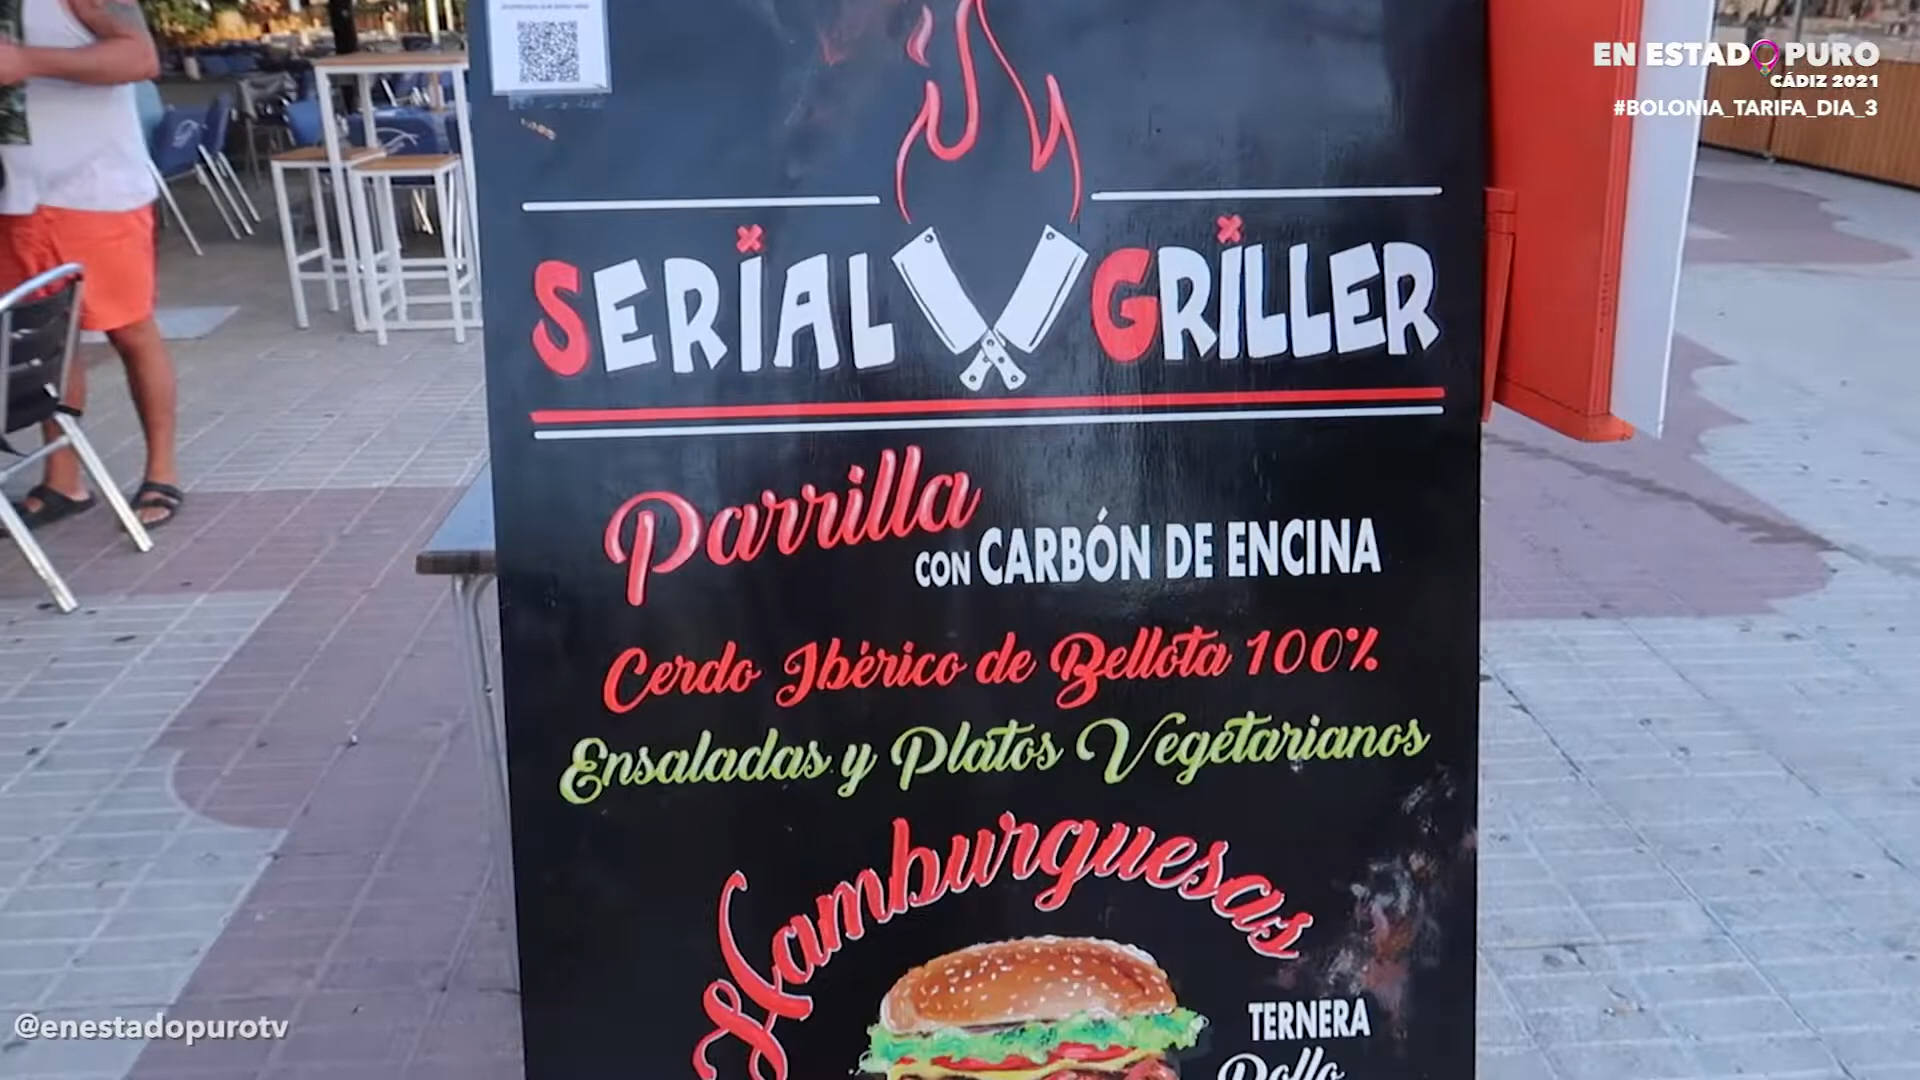 EN ESTADO PURO
CÁDIZ 2021
#BOLONIA_TARIFA_DIA_3
SERIAL GRILLER
Parrilla
CON CARBÓN DE ENCINA
Cerdo Ibérico de Bellota 100%
Ensaladas y Platos Vegetarianos
Hamburguesas
TERNERA
Pollo
@enestadopurotv